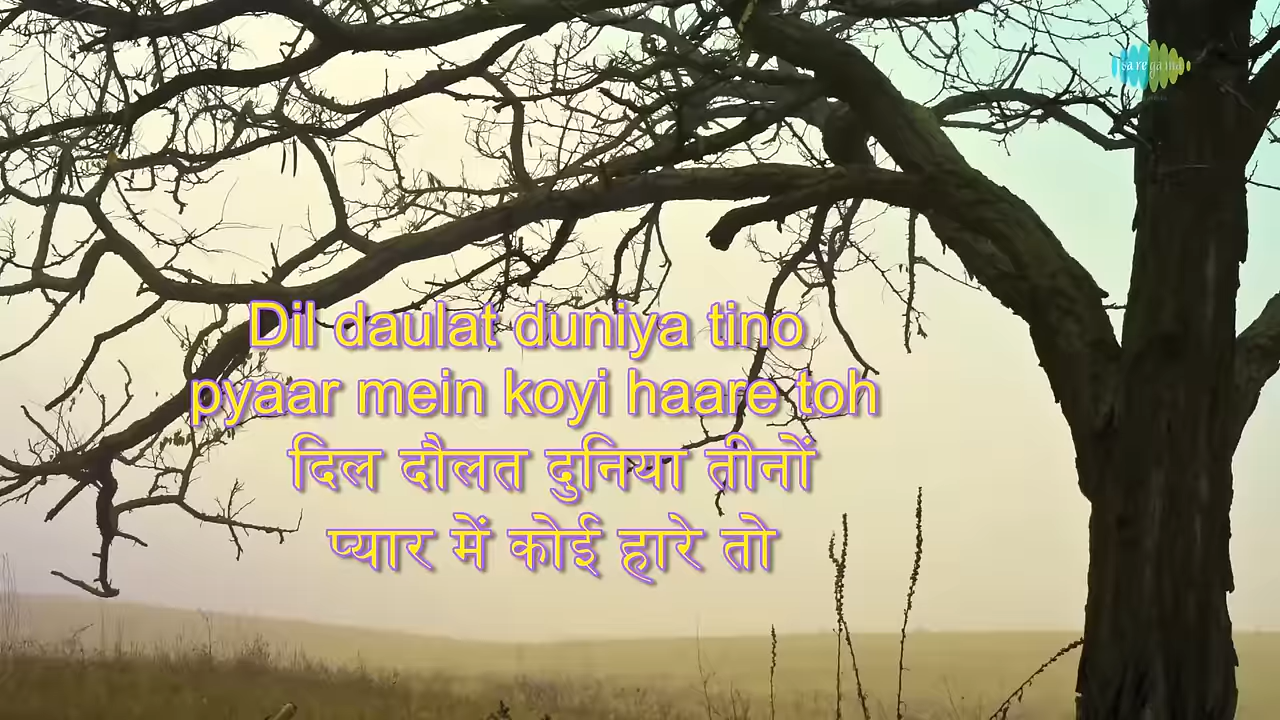 saregama
Dil daulat duniya tino
pyaar mein koyi haare toh
दिल दौलत दुनिया तीनों
प्यार में कोई हारे तो